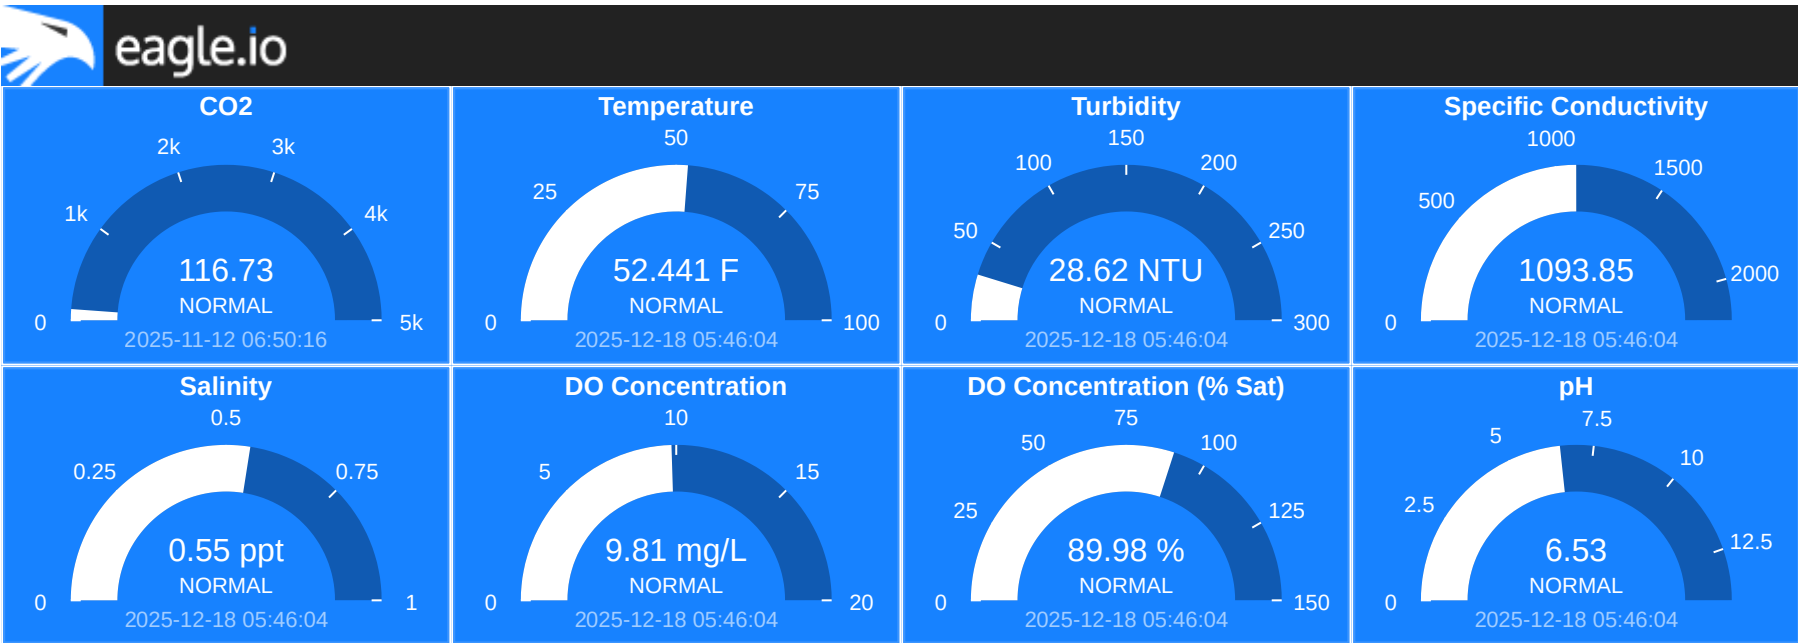 eagle.io
CO2
0
1k
2k
3k
4k
5k
116.73
NORMAL
2025-11-12 06:50:16
Temperature
0
25
50
75
100
52.441 F
NORMAL
2025-12-18 05:46:04
Turbidity
0
50
100
150
200
250
300
28.62 NTU
NORMAL
2025-12-18 05:46:04
Specific Conductivity
0
500
1000
1500
2000
1093.85
NORMAL
2025-12-18 05:46:04
Salinity
0
0.25
0.5
0.75
1
0.55 ppt
NORMAL
2025-12-18 05:46:04
DO Concentration
0
5
10
15
20
9.81 mg/L
NORMAL
2025-12-18 05:46:04
DO Concentration (% Sat)
0
25
50
75
100
125
150
89.98 %
NORMAL
2025-12-18 05:46:04
pH
0
2.5
5
7.5
10
12.5
6.53
NORMAL
2025-12-18 05:46:04